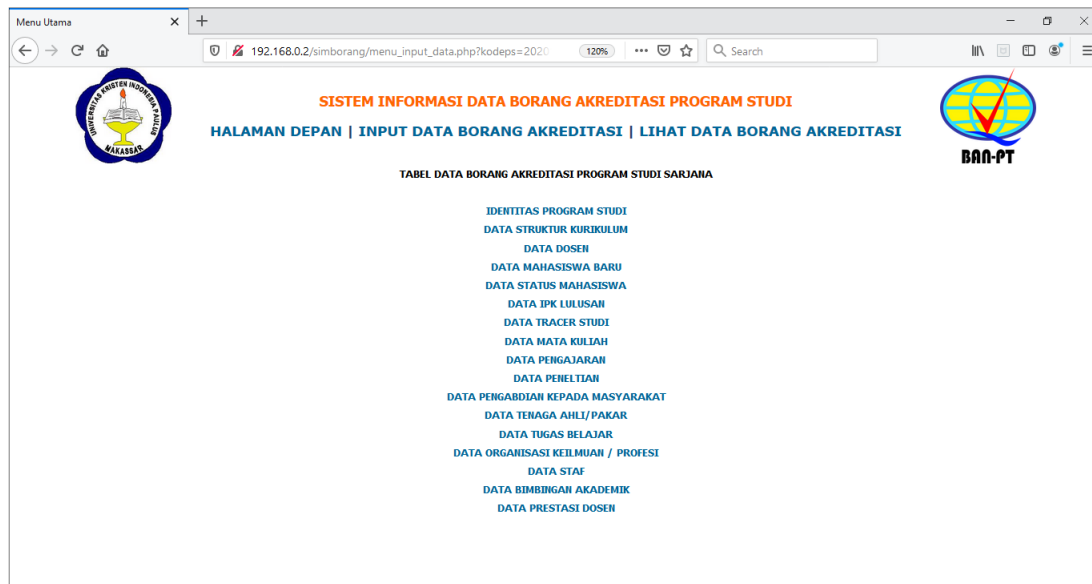 Menu Utama
192.168.0.2/simborang/menu_input_data.php?kodeps=2020
120%
Search
UNIVERSITAS KRISTEN INDONESIA PAULUS
MAKASSAR
SISTEM INFORMASI DATA BORANG AKREDITASI PROGRAM STUDI
HALAMAN DEPAN | INPUT DATA BORANG AKREDITASI | LIHAT DATA BORANG AKREDITASI
BAN-PT
TABEL DATA BORANG AKREDITASI PROGRAM STUDI SARJANA
IDENTITAS PROGRAM STUDI
DATA STRUKTUR KURIKULUM
DATA DOSEN
DATA MAHASISWA BARU
DATA STATUS MAHASISWA
DATA IPK LULUSAN
DATA TRACER STUDI
DATA MATA KULIAH
DATA PENGAJARAN
DATA PENELTIAN
DATA PENGABDIAN KEPADA MASYARAKAT
DATA TENAGA AHLI/PAKAR
DATA TUGAS BELAJAR
DATA ORGANISASI KEILMUAN / PROFESI
DATA STAF
DATA BIMBINGAN AKADEMIK
DATA PRESTASI DOSEN